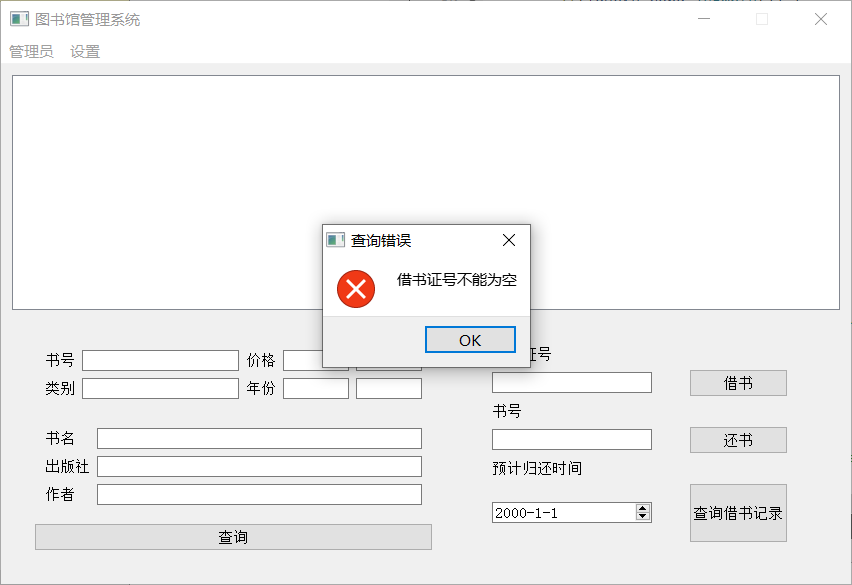 图书馆管理系统
管理员 设置
查询错误
借书证号不能为空
OK
书号 价格
证号
类别 年份
借书
书号
书名
还书
出版社
预计归还时间
作者
2000-1-1
查询借书记录
查询